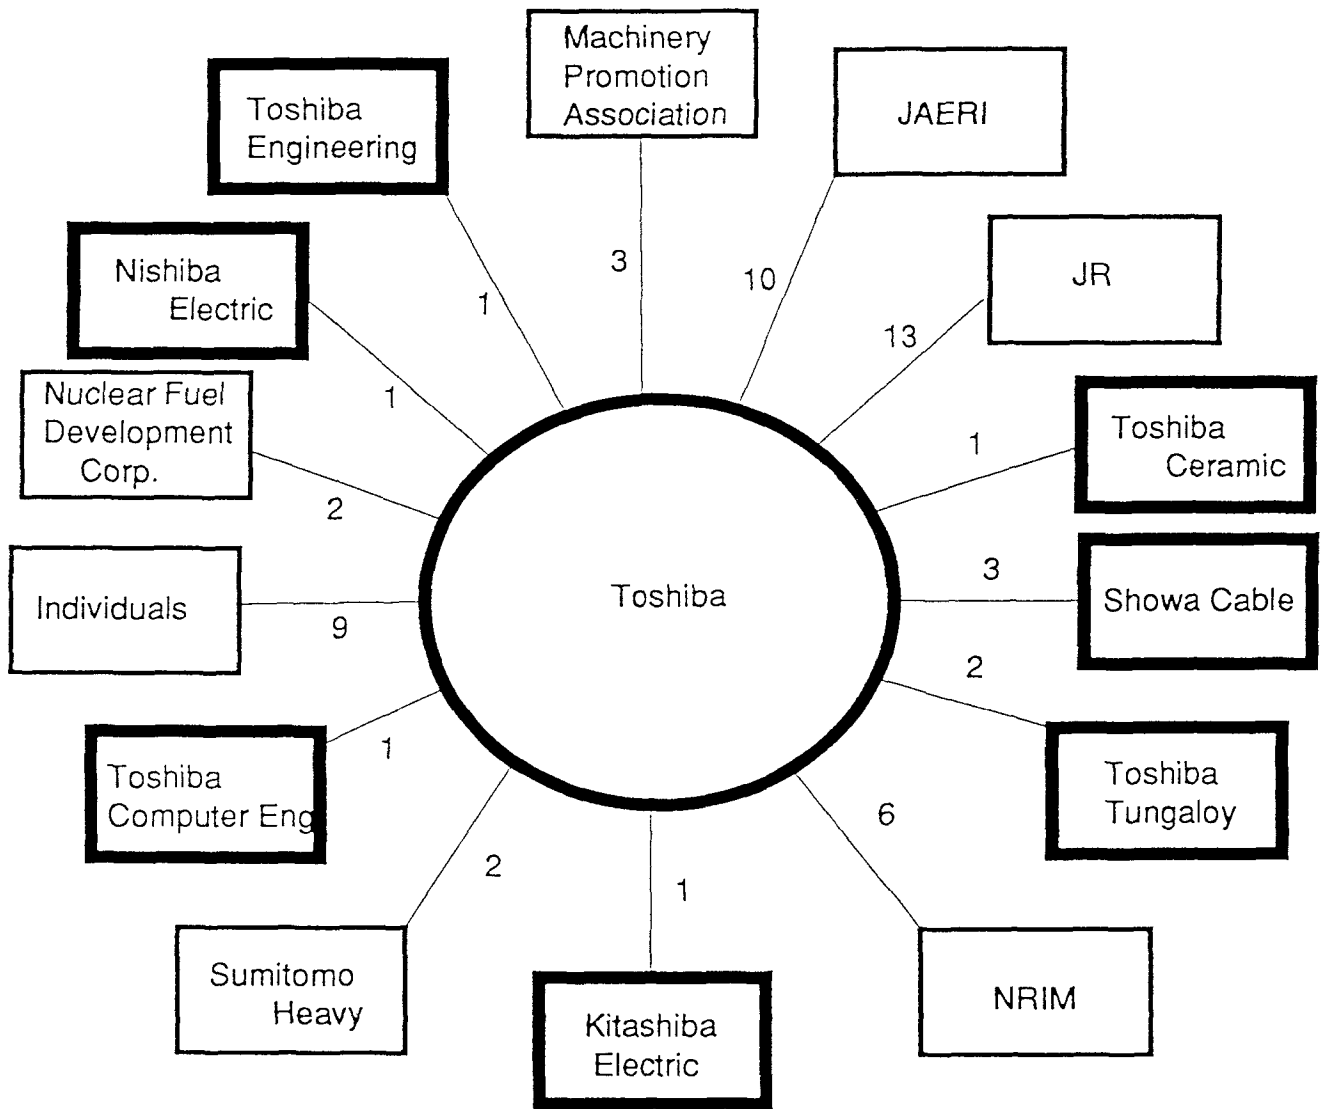 Machinery
Promotion
Association
JAERI
Toshiba
Engineering
JR
Nishiba
Electric
3
10
1
13
Nuclear Fuel
Development
Corp.
1
Toshiba
Ceramic
1
2
Individuals
9
Toshiba
3
Showa Cable
2
Toshiba
Computer Eng
1
Toshiba
Tungaloy
6
2
1
Sumitomo
Heavy
Kitashiba
Electric
NRIM